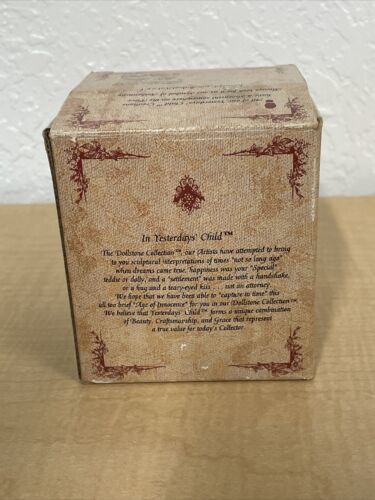 In Yesterdays' Child™
The Dollstone Collection™, our Artists have attempted to bring
to you sculptural interpretations of times "not so long ago"
when dreams came true, happiness was your "Special"
teddie or dolly, and a "settlement" was made with a handshake,
or a hug and a teary-eyed kiss . . . not an attorney.
We hope that we have been able to "capture in time" this
all too brief "Age of Innocence" for you in our Dollstone Collection™
We believe that Yesterdays' Child™ forms a unique combination
of Beauty, Craftsmanship, and Grace that represent
a true value for today's Collector